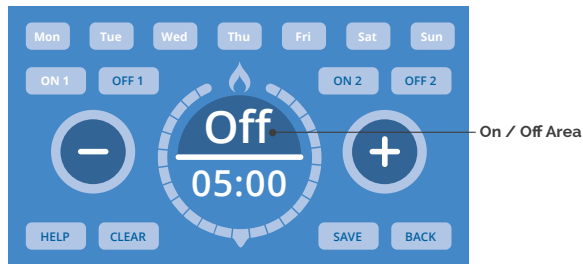 Mon Tue Wed Thu Fri Sat Sun
ON 1 OFF 1 ON 2 OFF 2
Off
On / Off Area
05:00
HELP CLEAR SAVE BACK